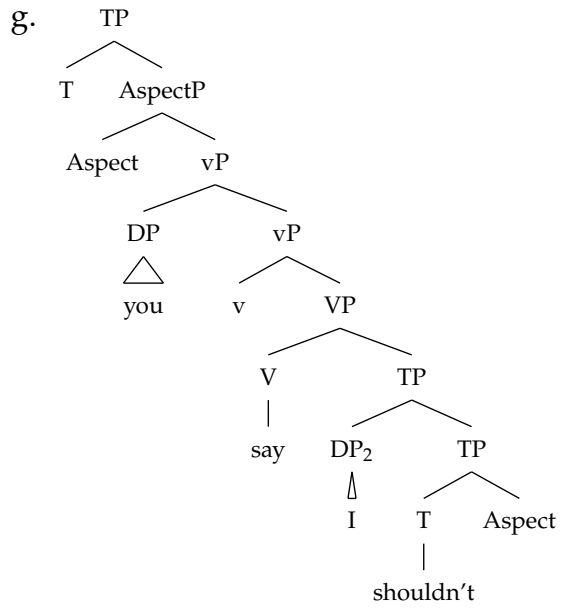 g. TP
T AspectP
Aspect vP
DP vP
you v VP
V TP
say DP₂ TP
I T Aspect
shouldn't